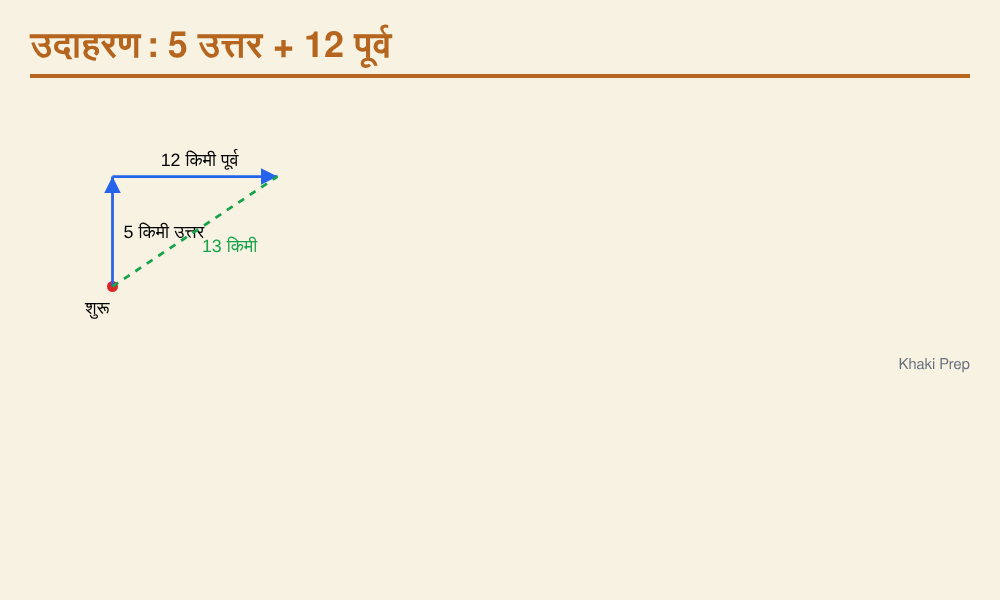 उदाहरण : 5 उत्तर + 12 पूर्व
12 किमी पूर्व
5 किमी उत्तर
13 किमी
शुरू
Khaki Prep